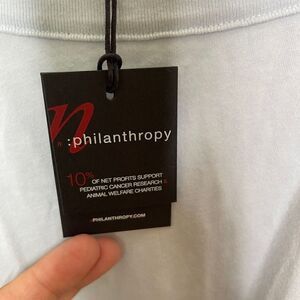 n
:philanthropy
10% OF NET PROFITS SUPPORT
PEDIATRIC CANCER RESEARCH &
ANIMAL WELFARE CHARITIES
PHILANTHROPY.COM